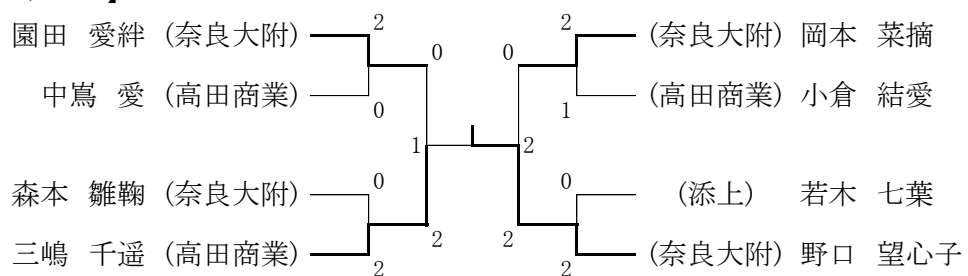 園田 愛絆 (奈良大附) 2 2 (奈良大附) 岡本 菜摘
0 0
中嶌 愛 (高田商業) 0 1 (高田商業) 小倉 結愛
1 2
森本 雛鞠 (奈良大附) 0 0 (添上) 若木 七葉
2 2
三嶋 千遥 (高田商業) 2 2 (奈良大附) 野口 望心子